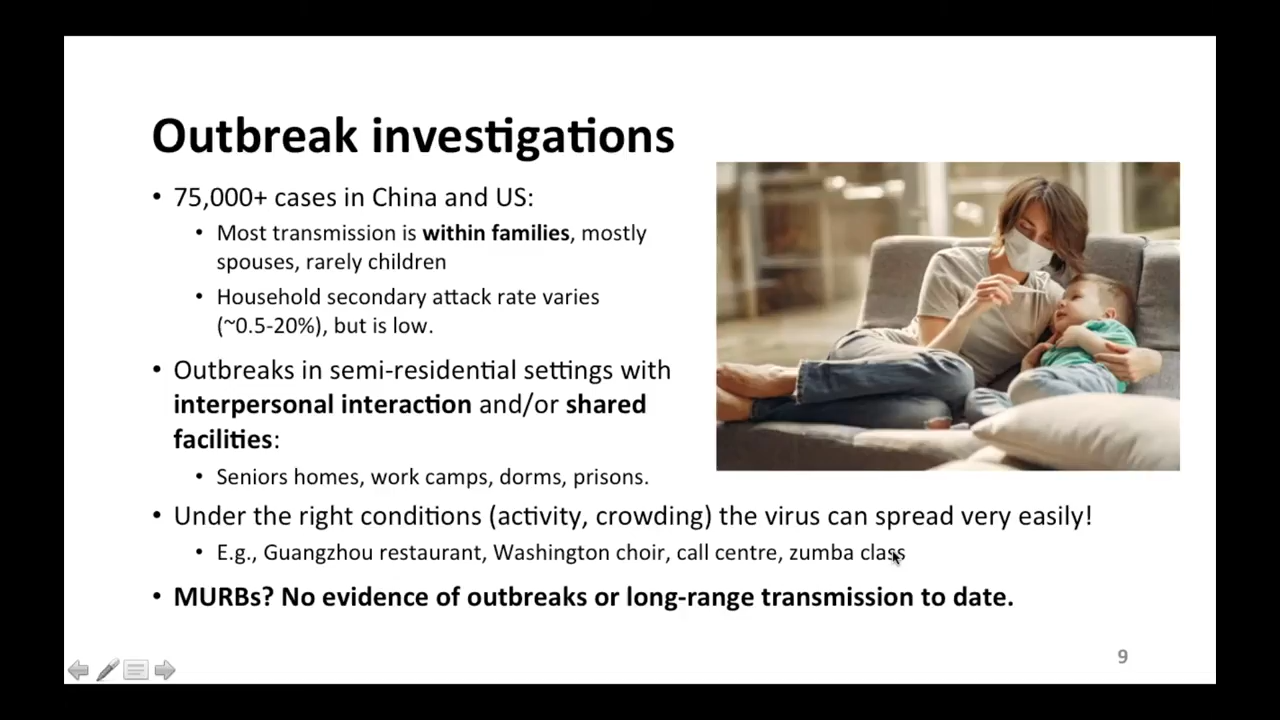 Outbreak investigations
• 75,000+ cases in China and US:
• Most transmission is within families, mostly
spouses, rarely children
• Household secondary attack rate varies
(~0.5-20%), but is low.
• Outbreaks in semi-residential settings with
interpersonal interaction and/or shared
facilities:
• Seniors homes, work camps, dorms, prisons.
• Under the right conditions (activity, crowding) the virus can spread very easily!
• E.g., Guangzhou restaurant, Washington choir, call centre, zumba class
• MURBs? No evidence of outbreaks or long-range transmission to date.
9